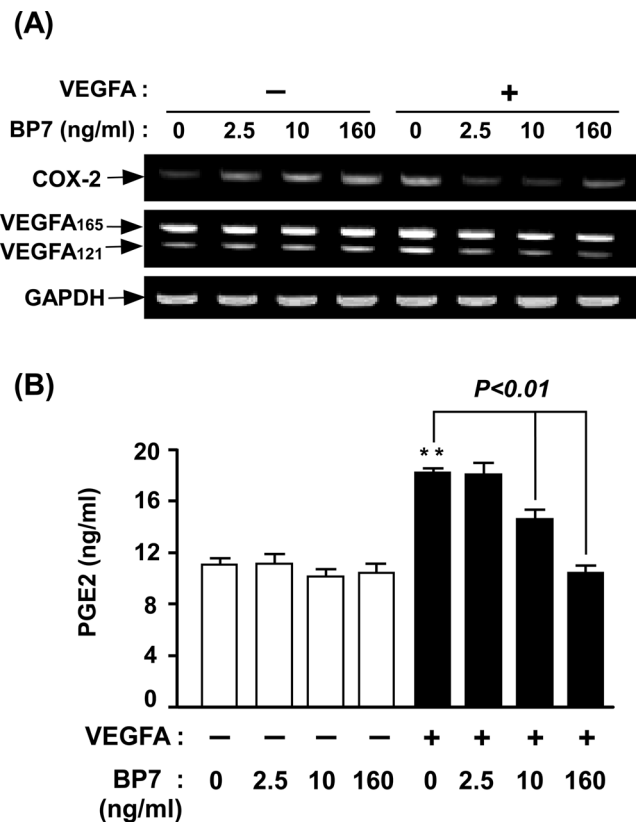 (A)
VEGFA : − +
BP7 (ng/ml) : 0 2.5 10 160 0 2.5 10 160
COX-2
VEGFA165
VEGFA121
GAPDH
(B)
P<0.01
**
20
16
12
8
4
0
PGE2 (ng/ml)
VEGFA : − − − − + + + +
BP7 : 0 2.5 10 160 0 2.5 10 160
(ng/ml)